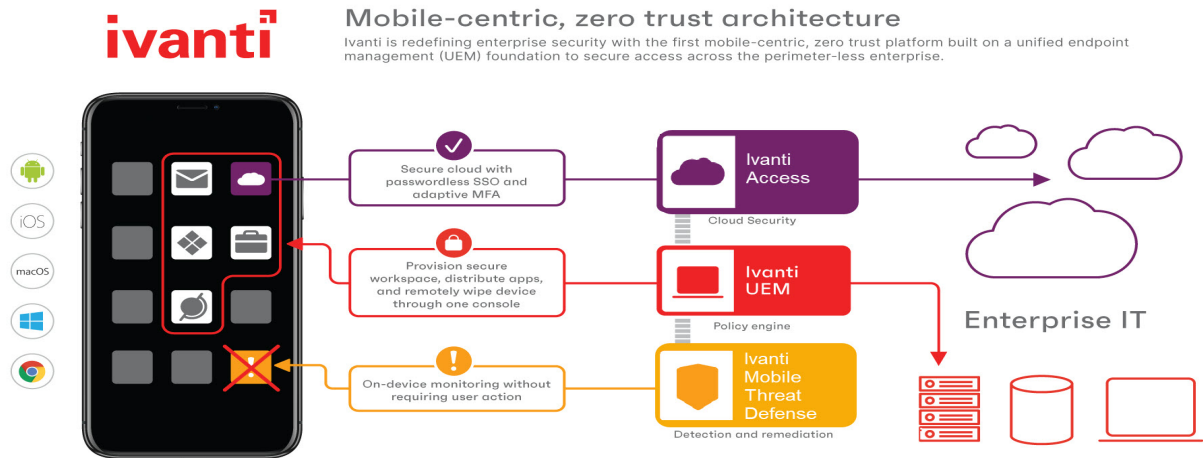 ivanti
Mobile-centric, zero trust architecture
Ivanti is redefining enterprise security with the first mobile-centric, zero trust platform built on a unified endpoint
management (UEM) foundation to secure access across the perimeter-less enterprise.
iOS
macOS
Secure cloud with
passwordless SSO and
adaptive MFA
Ivanti
Access
Cloud Security
Provision secure
workspace, distribute apps,
and remotely wipe device
through one console
Ivanti
UEM
Policy engine
Enterprise IT
On-device monitoring without
requiring user action
Ivanti
Mobile
Threat
Defense
Detection and remediation